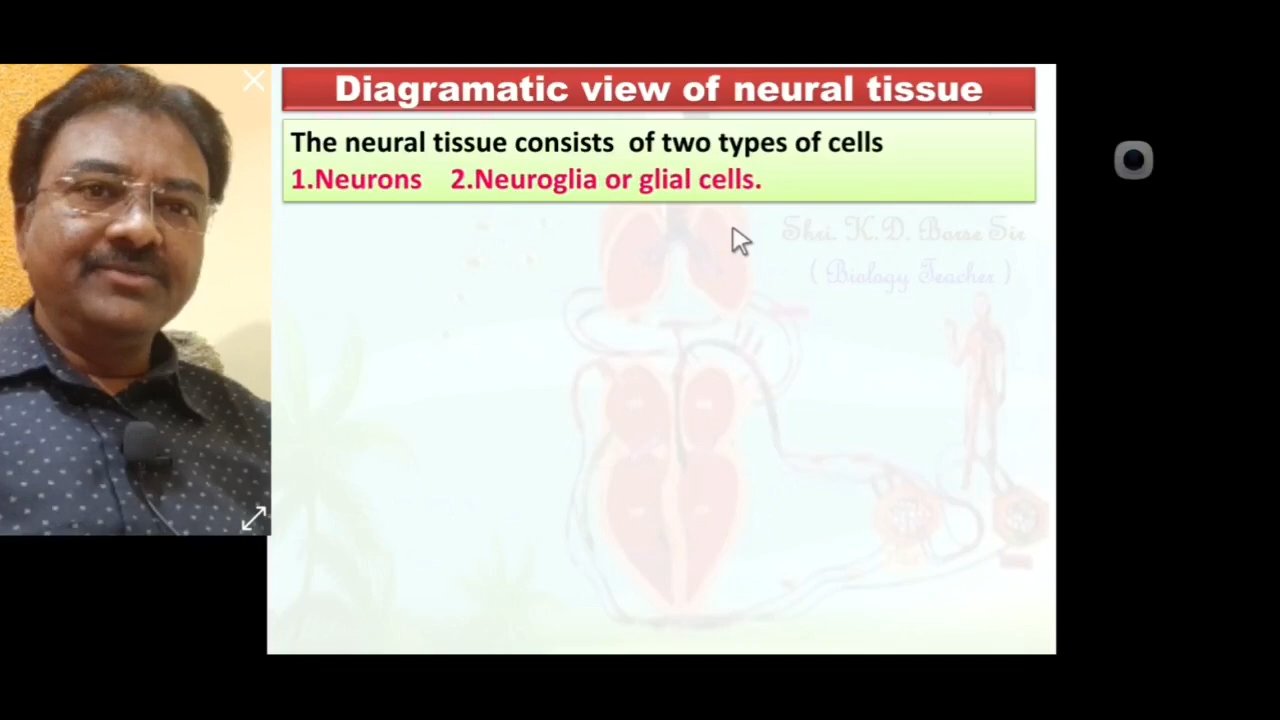 Diagramatic view of neural tissue
The neural tissue consists of two types of cells
1.Neurons 2.Neuroglia or glial cells.
Shri. K.D. Borse Sir
( Biology Teacher )